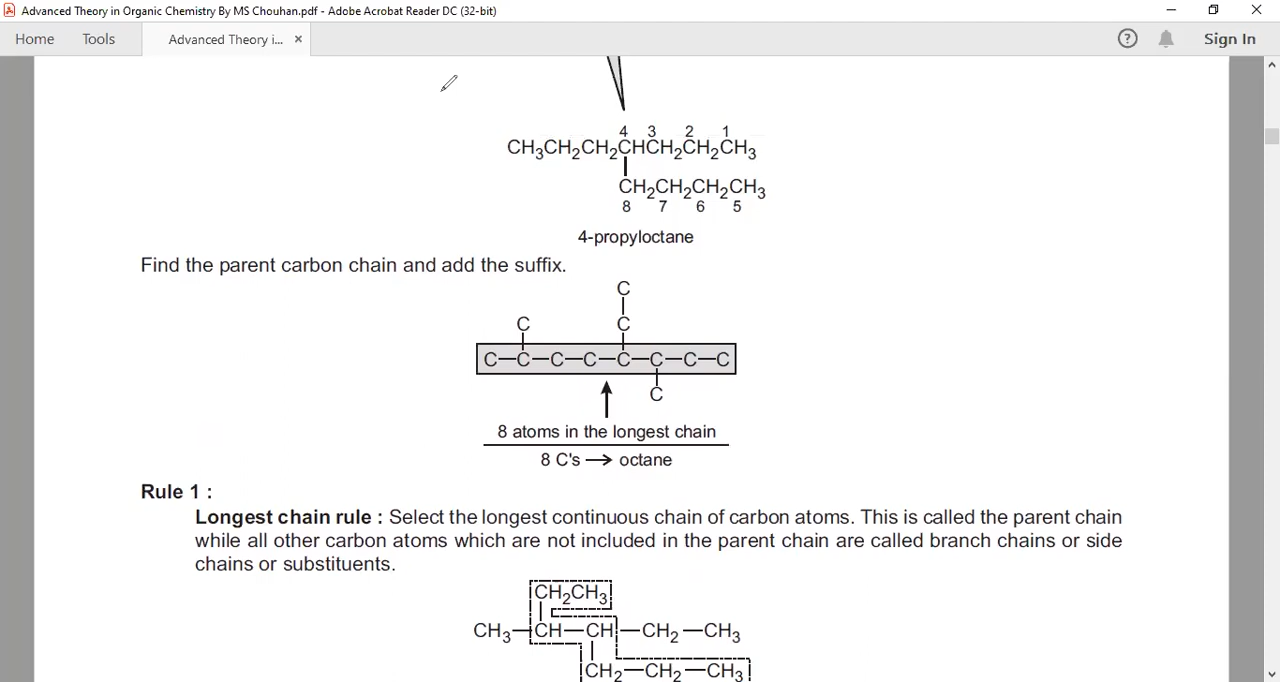 Advanced Theory in Organic Chemistry By MS Chouhan.pdf - Adobe Acrobat Reader DC (32-bit)
Home Tools Advanced Theory i... × Sign In
4 3 2 1
CH₃CH₂CH₂CH₂CHCH₂CH₂CH₃
CH₂CH₂CH₂CH₃
8 7 6 5
4-propyloctane
Find the parent carbon chain and add the suffix.
C
C C
C—C—C—C—C—C—C—C
C
8 atoms in the longest chain
8 C's → octane
Rule 1 :
Longest chain rule : Select the longest continuous chain of carbon atoms. This is called the parent chain
while all other carbon atoms which are not included in the parent chain are called branch chains or side
chains or substituents.
CH₂CH₃
CH₃—CH—CH—CH₂—CH₃
CH₂—CH₂—CH₃